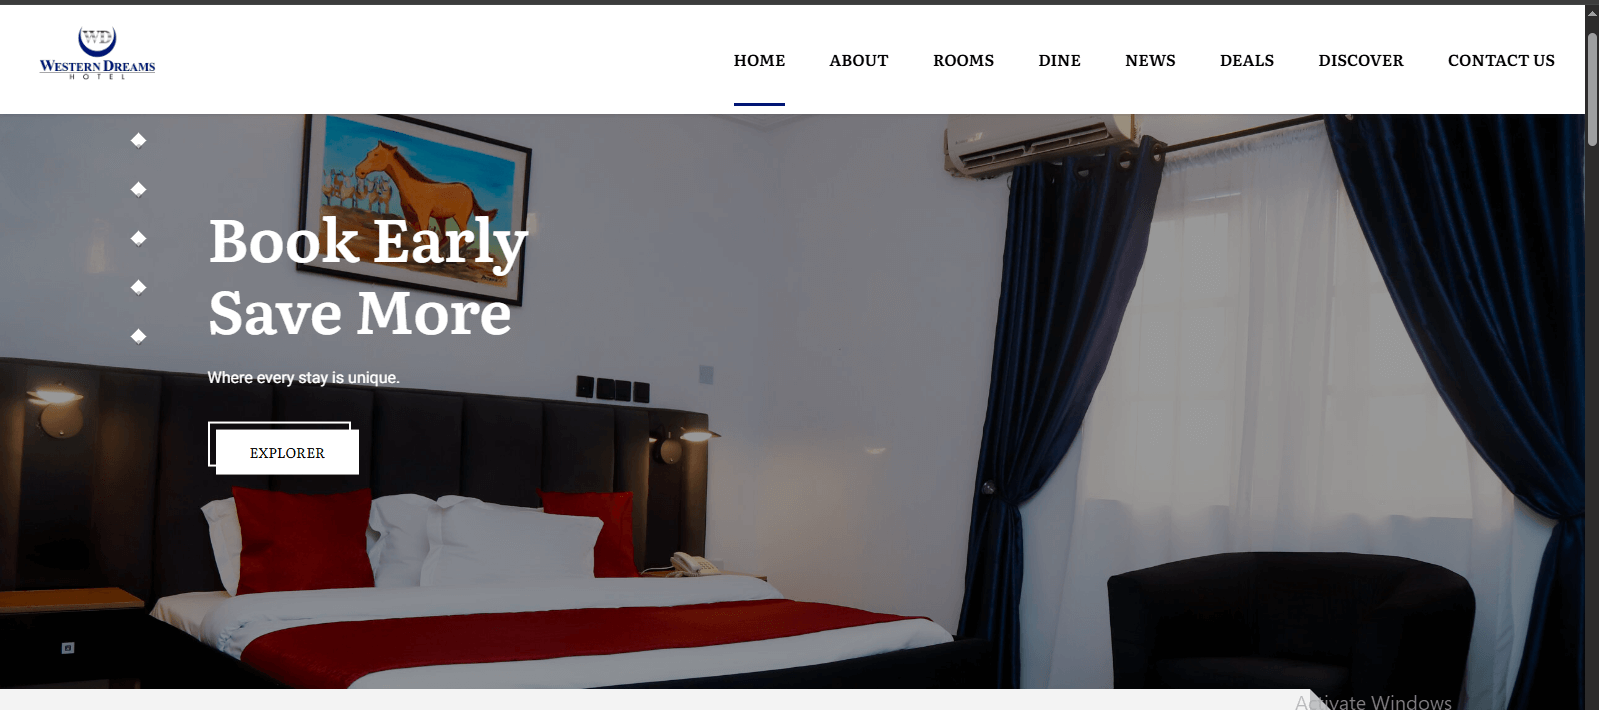 WD
WESTERN DREAMS
HOTEL
HOME
ABOUT
ROOMS
DINE
NEWS
DEALS
DISCOVER
CONTACT US
Book Early
Save More
Where every stay is unique.
EXPLORER
Activate Windows